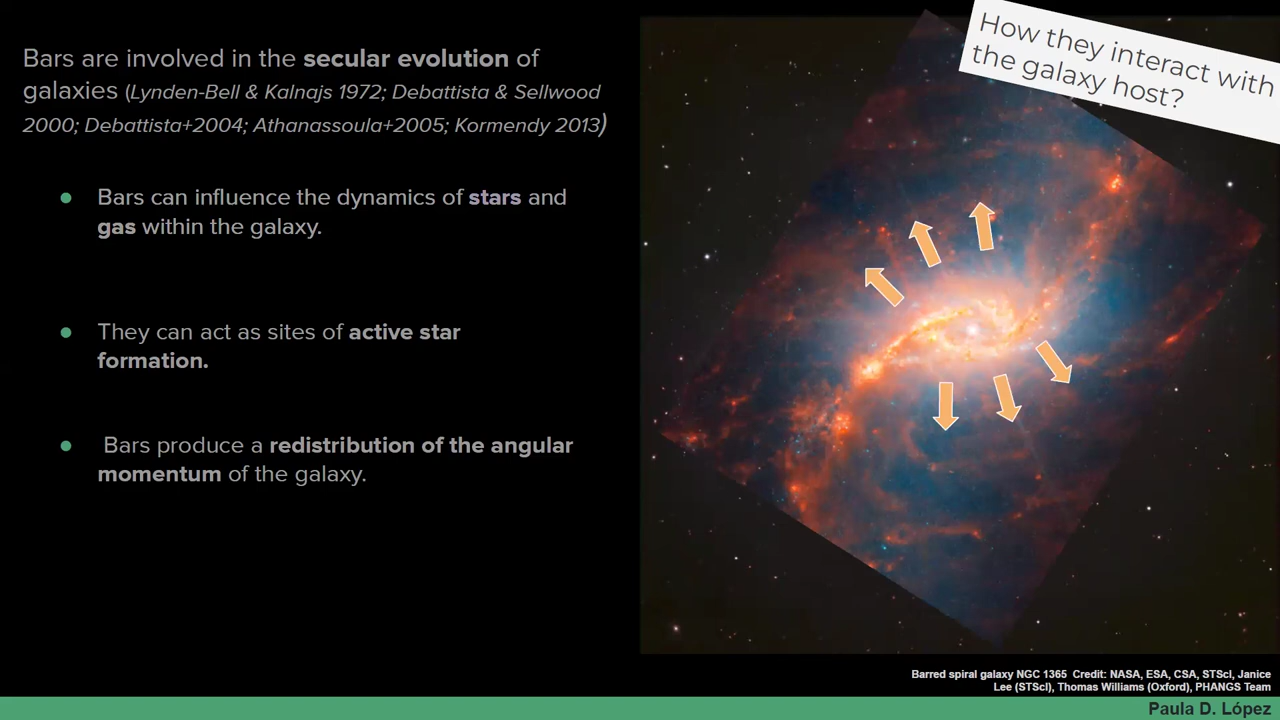 How they interact with
the galaxy host?
Bars are involved in the secular evolution of
galaxies (Lynden-Bell & Kalnajs 1972; Debattista & Sellwood
2000; Debattista+2004; Athanassoula+2005; Kormendy 2013)
● Bars can influence the dynamics of stars and
gas within the galaxy.
● They can act as sites of active star
formation.
● Bars produce a redistribution of the angular
momentum of the galaxy.
Barred spiral galaxy NGC 1365 Credit: NASA, ESA, CSA, STScI, Janice
Lee (STScI), Thomas Williams (Oxford), PHANGS Team
Paula D. López